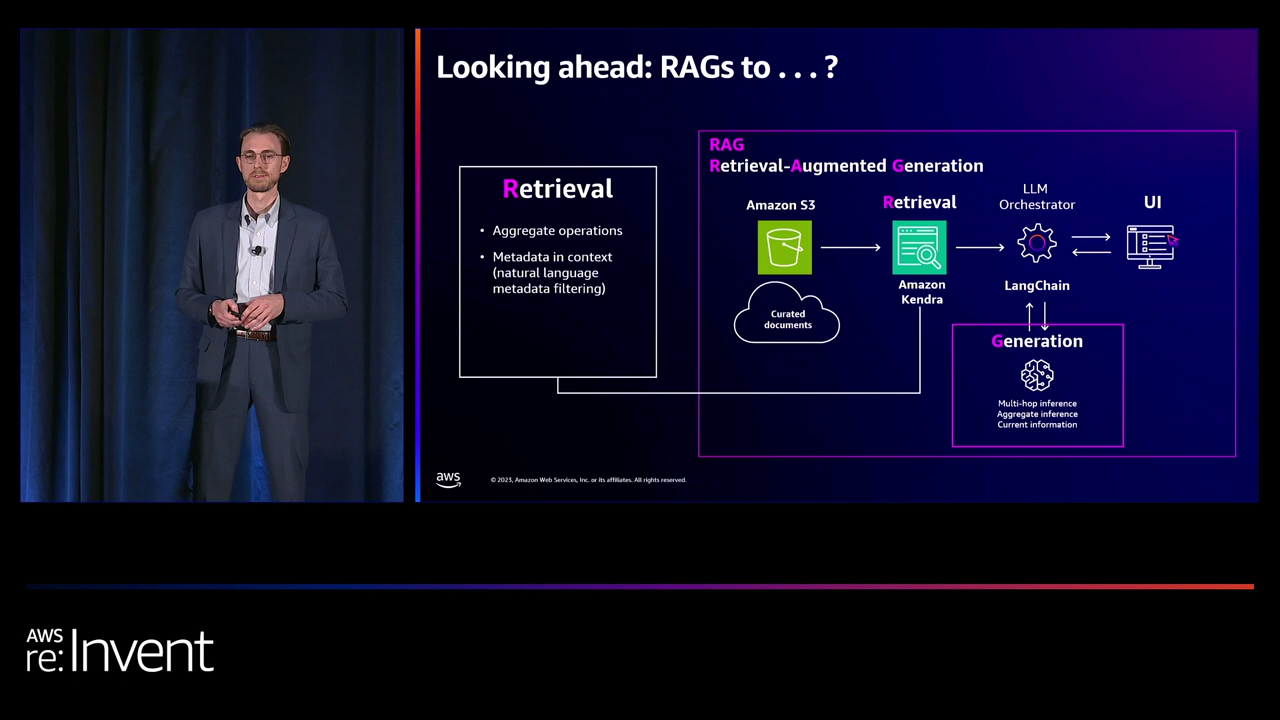 Looking ahead: RAGs to . . . ?
Retrieval
• Aggregate operations
• Metadata in context
(natural language
metadata filtering)
RAG
Retrieval-Augmented Generation
Amazon S3
Curated
documents
Retrieval
Amazon
Kendra
LLM
Orchestrator
LangChain
UI
Generation
Multi-hop inference
Aggregate inference
Current information
aws
© 2023, Amazon Web Services, Inc. or its affiliates. All rights reserved.
AWS
re:Invent